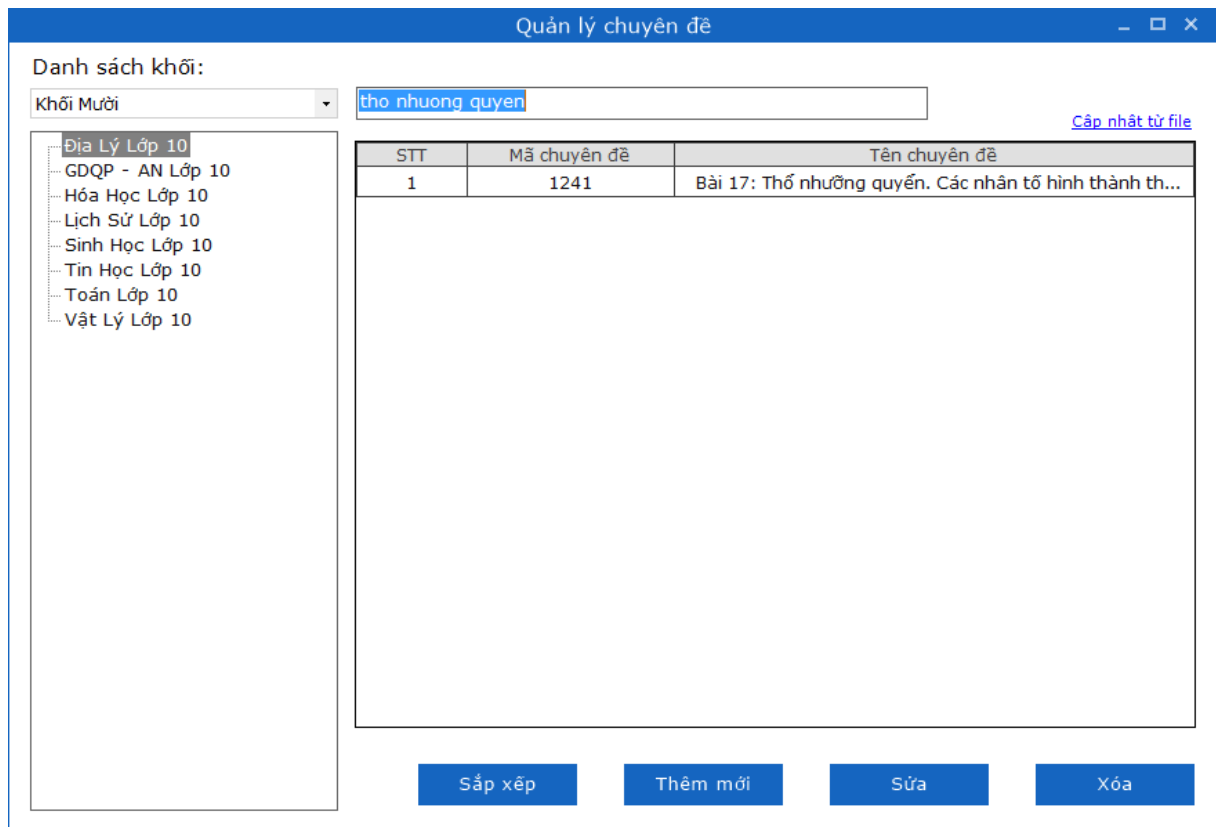 Quản lý chuyên đề
Danh sách khối:
Khối Mười
tho nhuong quyen
Cập nhật từ file
Địa Lý Lớp 10
GDQP - AN Lớp 10
Hóa Học Lớp 10
Lịch Sử Lớp 10
Sinh Học Lớp 10
Tin Học Lớp 10
Toán Lớp 10
Vật Lý Lớp 10
STT Mã chuyên đề Tên chuyên đề
1 1241 Bài 17: Thổ nhưỡng quyển. Các nhân tố hình thành th...
Sắp xếp Thêm mới Sửa Xóa